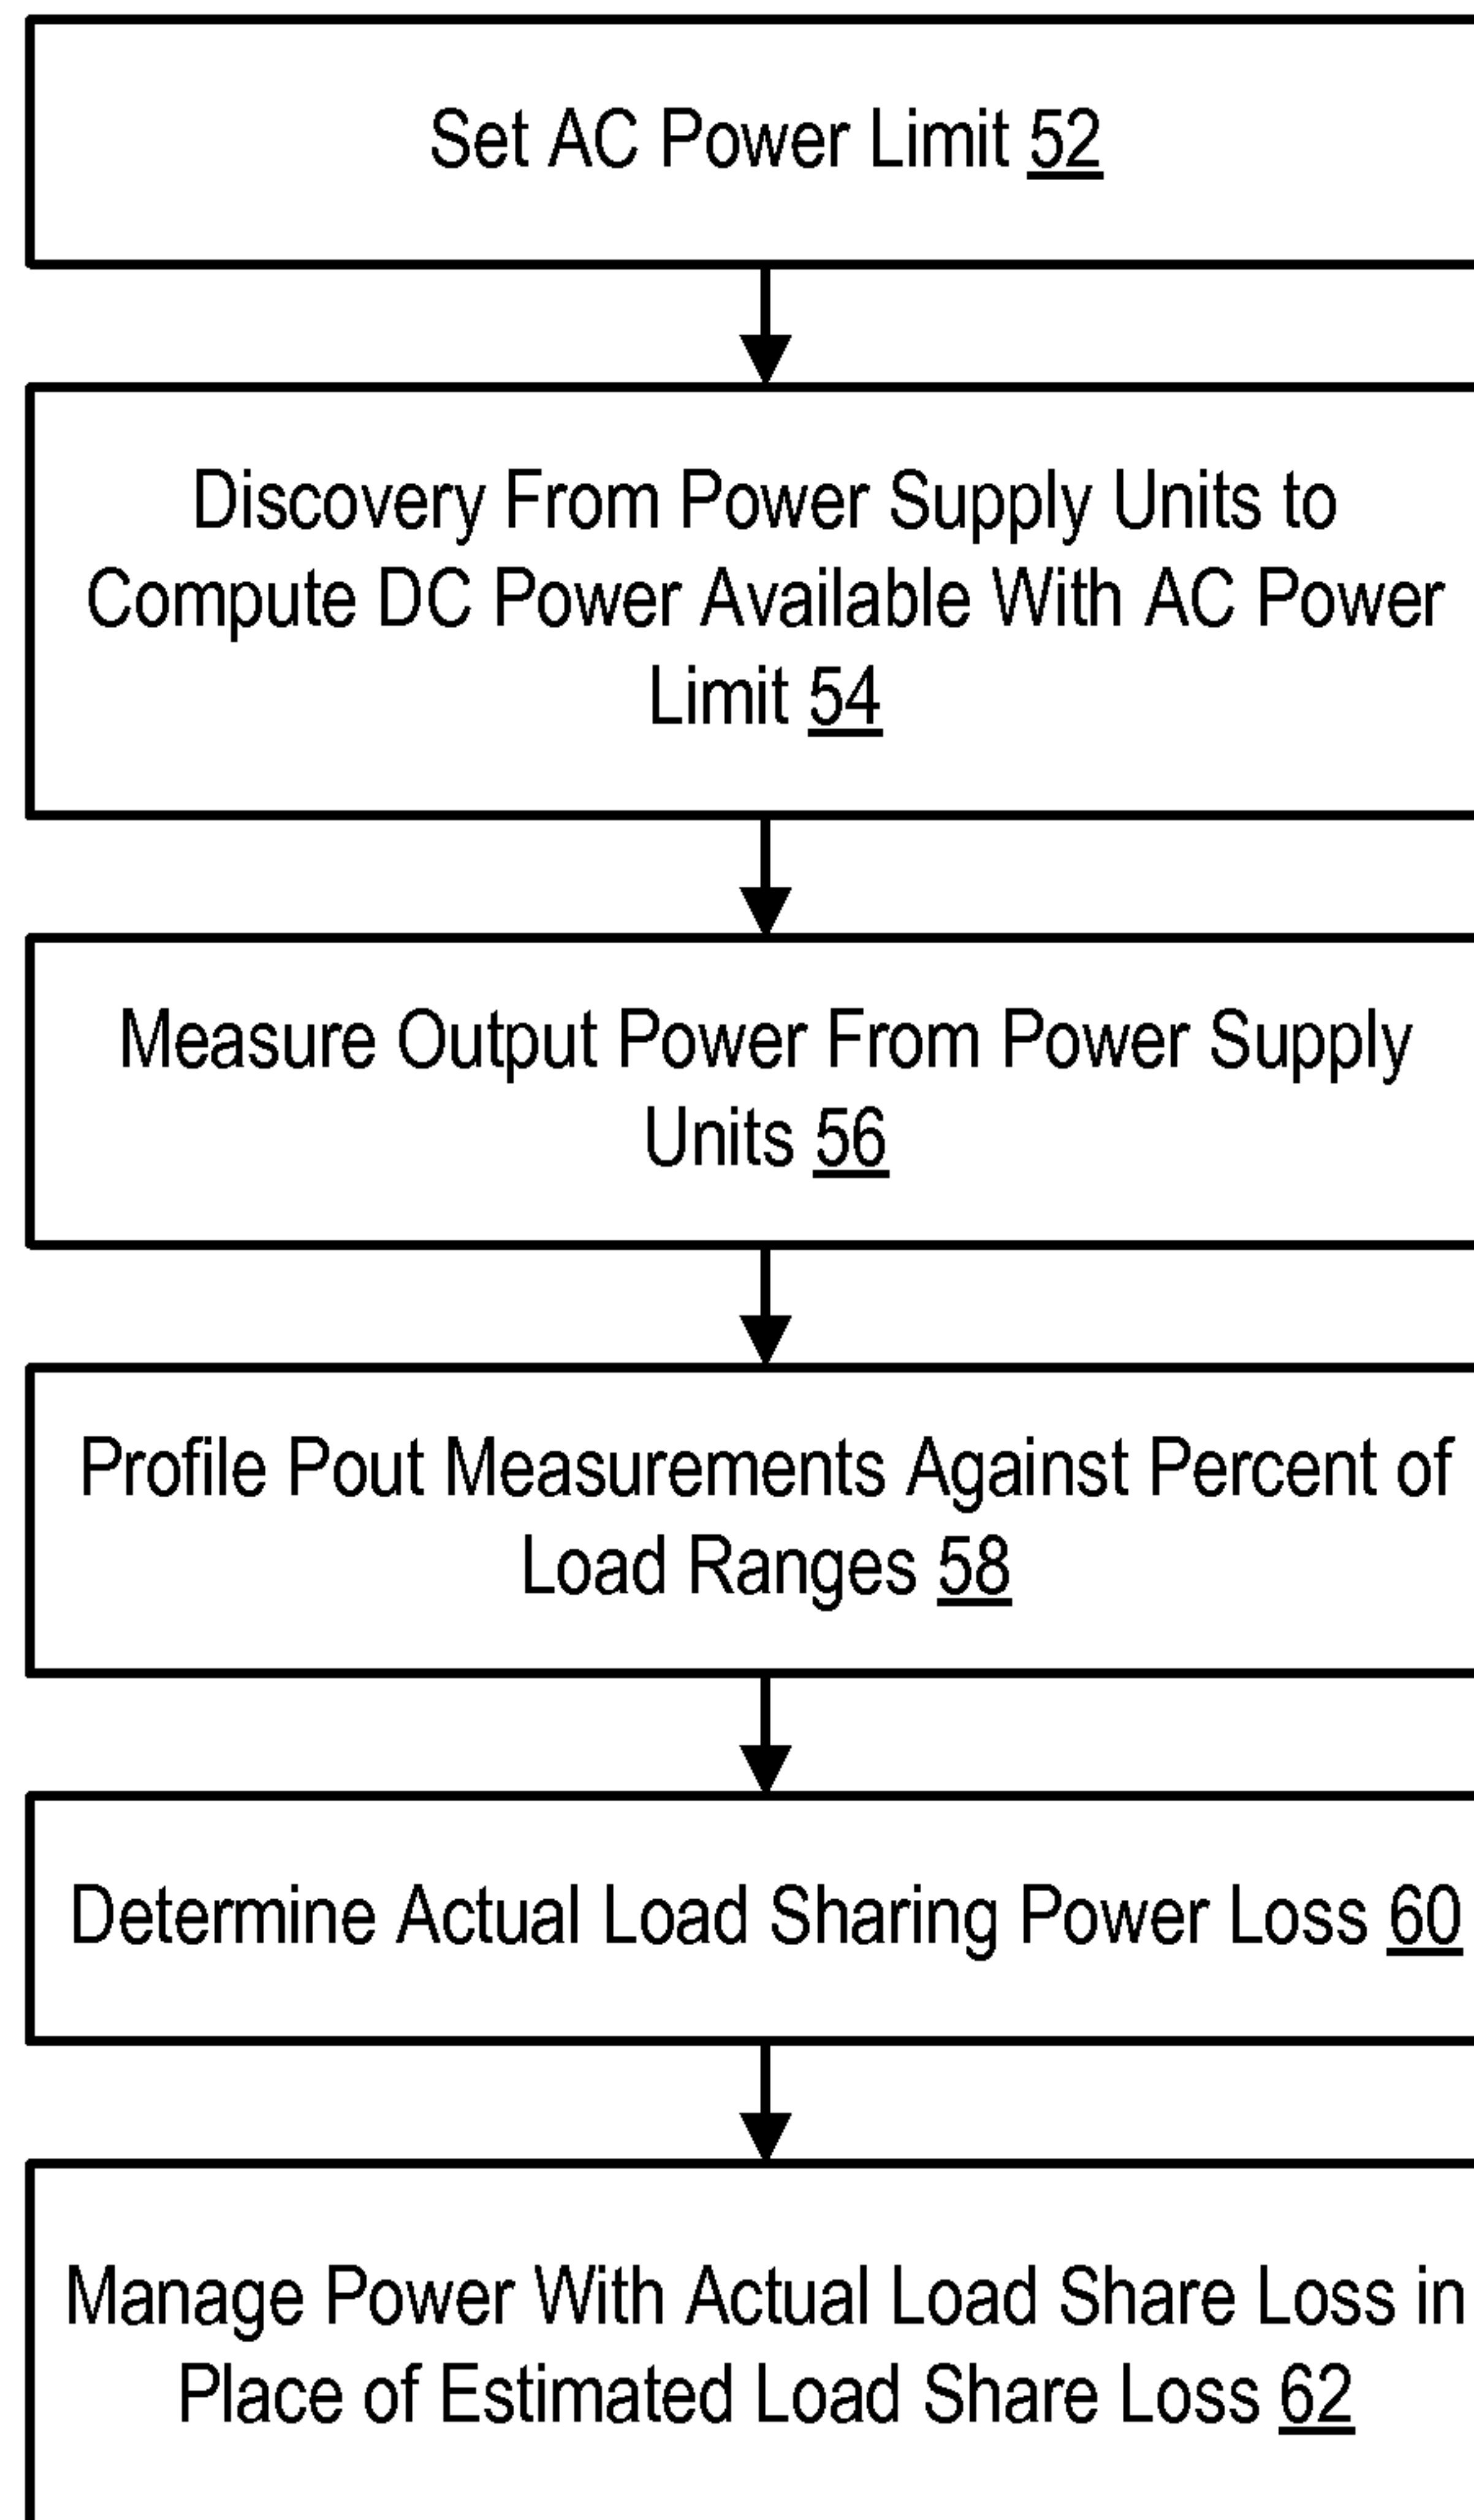 Set AC Power Limit 52
Discovery From Power Supply Units to
Compute DC Power Available With AC Power
Limit 54
Measure Output Power From Power Supply
Units 56
Profile Pout Measurements Against Percent of
Load Ranges 58
Determine Actual Load Sharing Power Loss 60
Manage Power With Actual Load Share Loss in
Place of Estimated Load Share Loss 62